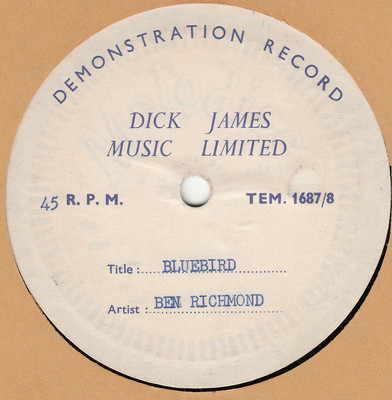 DEMONSTRATION RECORD
DICK JAMES
MUSIC LIMITED
45 R. P. M. TEM. 1687/8
Title :.....BLUEBIRD.....
Artist :.BEN RICHMOND...